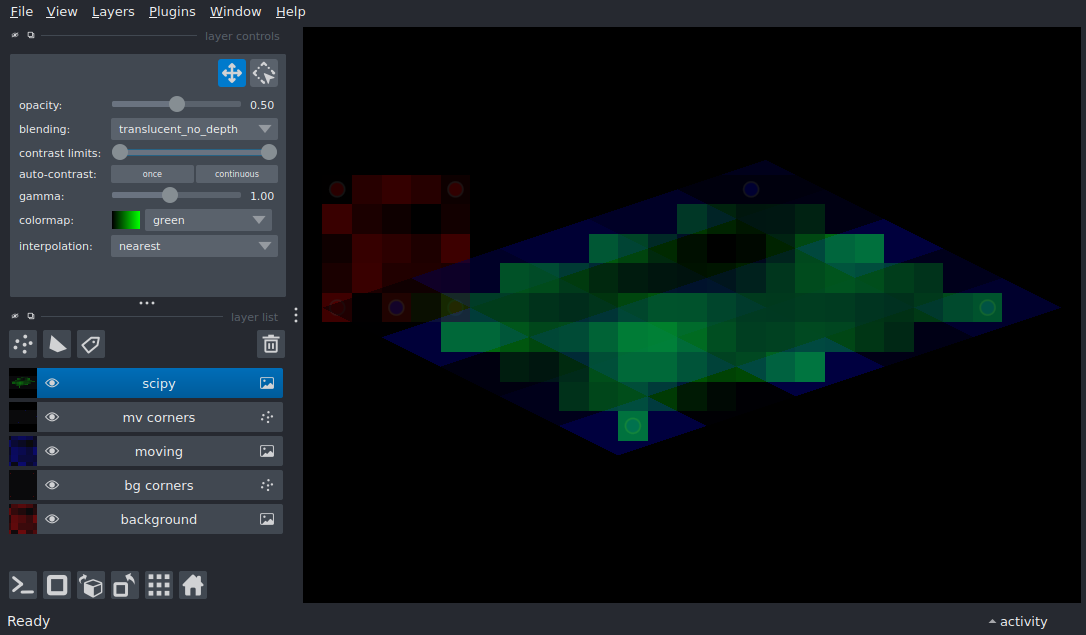 File View Layers Plugins Window Help
layer controls
opacity: 0.50
blending: translucent_no_depth
contrast limits:
auto-contrast: once continuous
gamma: 1.00
colormap: green
interpolation: nearest
layer list
scipy
mv corners
moving
bg corners
background
Ready activity